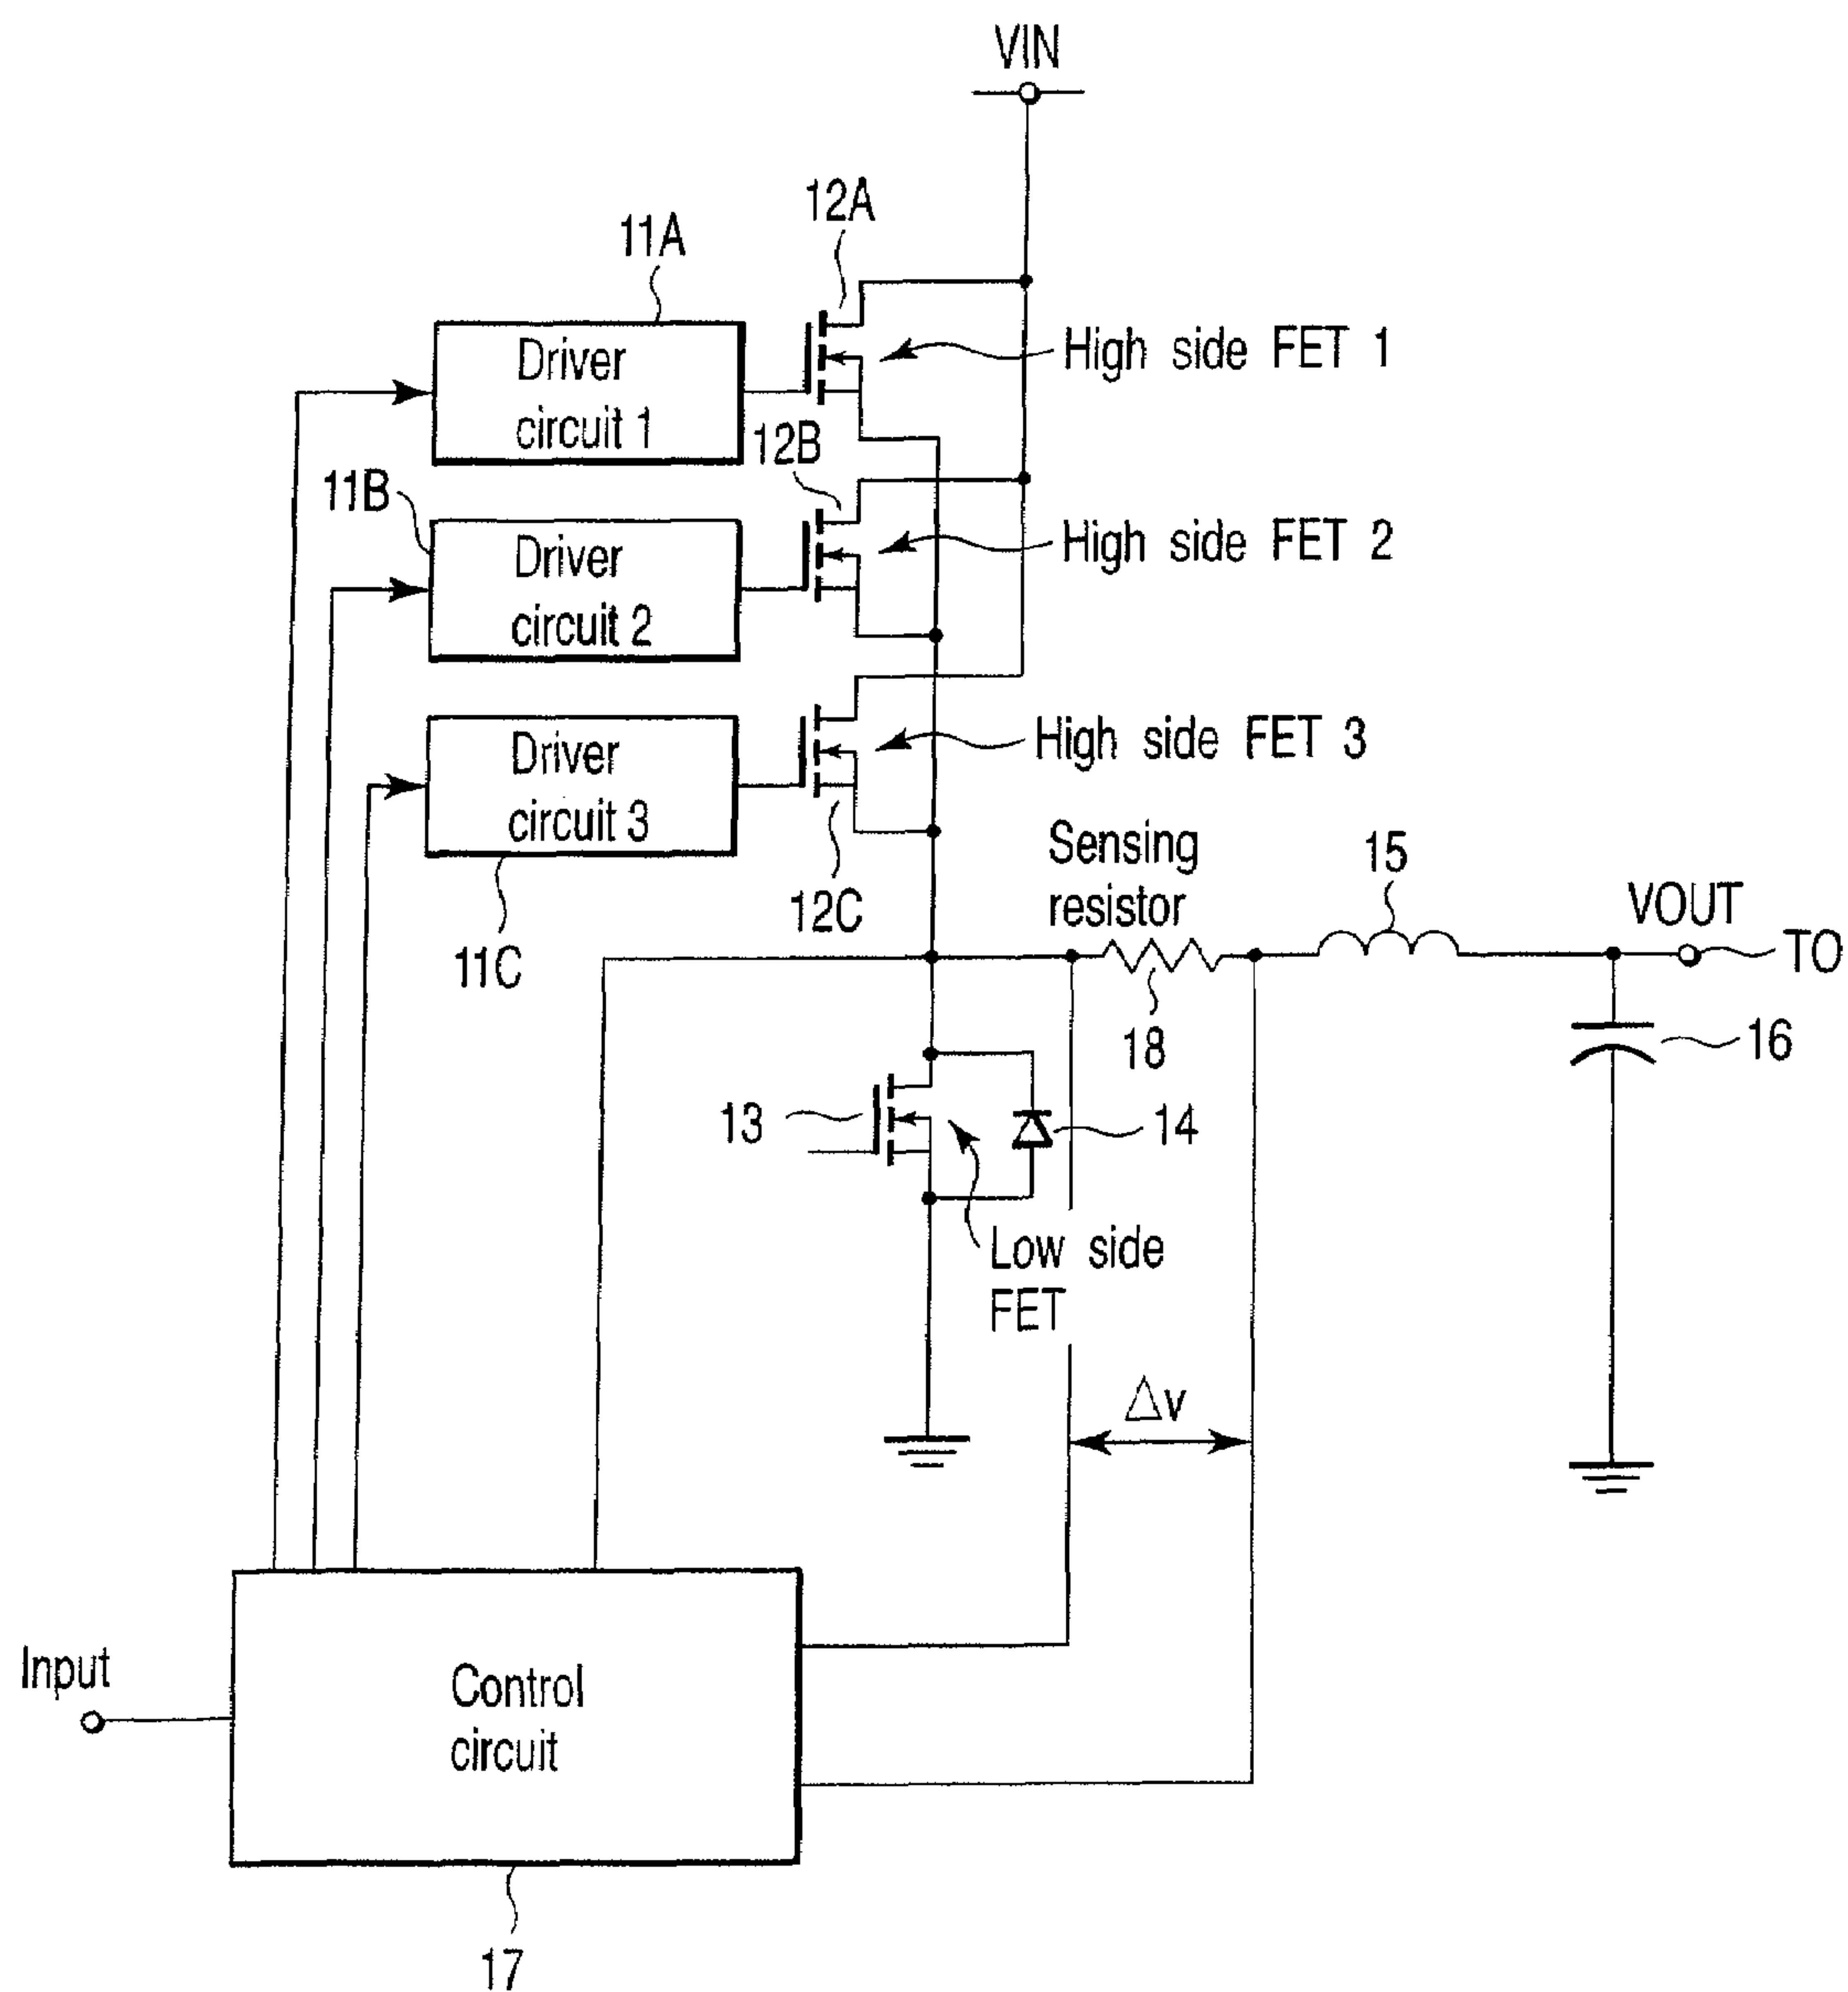 VIN
12A
11A
Driver
circuit 1
High side FET 1
12B
11B
Driver
circuit 2
High side FET 2
Driver
circuit 3
High side FET 3
12C
11C
Sensing
resistor
15
VOUT
TO
18
16
13
14
Low side
FET
△v
Input
Control
circuit
17